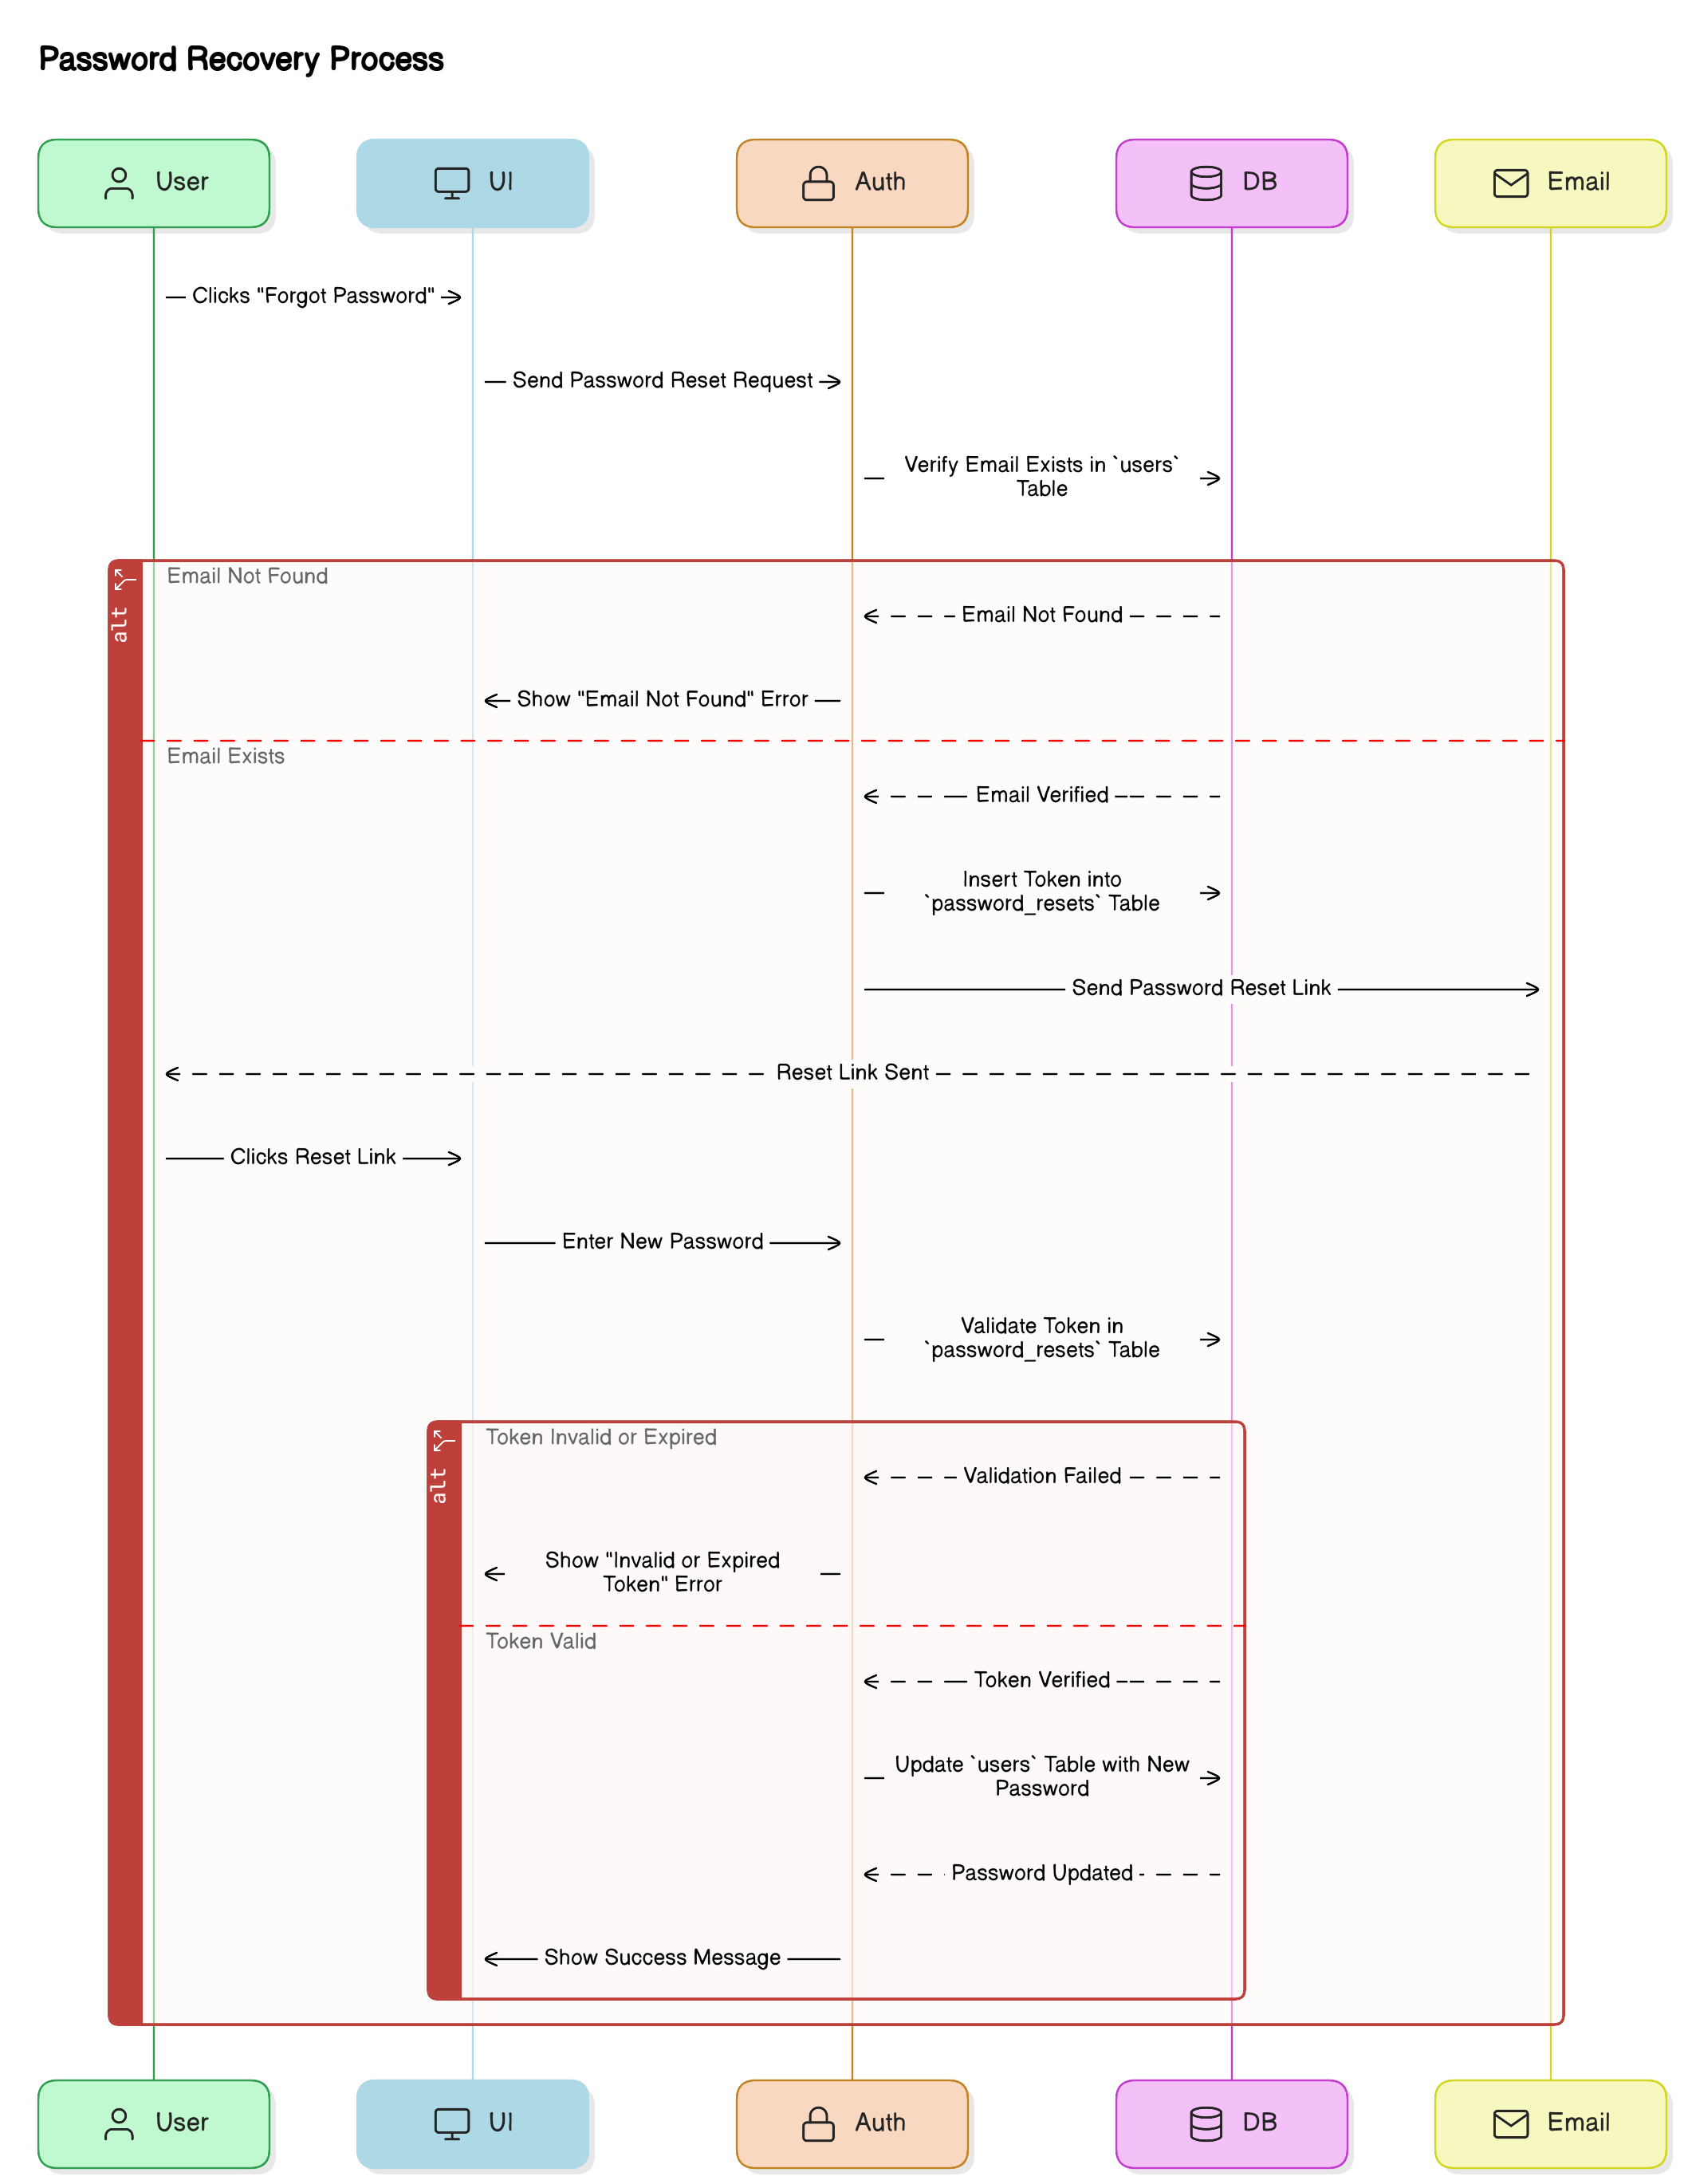 Password Recovery Process
User
UI
Auth
DB
Email
Clicks "Forgot Password"
Send Password Reset Request
Verify Email Exists in `users`
Table
alt
Email Not Found
Email Not Found
Show "Email Not Found" Error
Email Exists
Email Verified
Insert Token into
`password_resets` Table
Send Password Reset Link
Reset Link Sent
Clicks Reset Link
Enter New Password
Validate Token in
`password_resets` Table
alt
Token Invalid or Expired
Validation Failed
Show "Invalid or Expired
Token" Error
Token Valid
Token Verified
Update `users` Table with New
Password
Password Updated
Show Success Message
User
UI
Auth
DB
Email